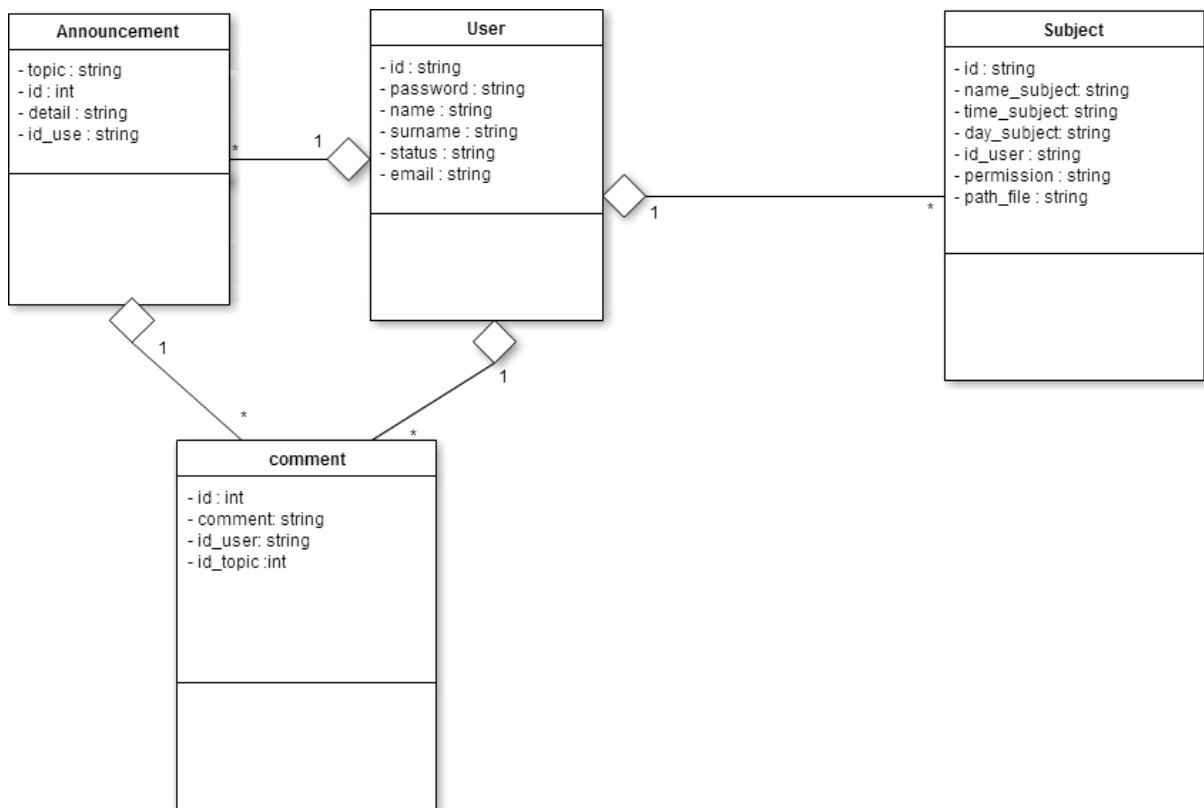 Announcement
- topic : string
- id : int
- detail : string
- id_use : string
User
- id : string
- password : string
- name : string
- surname : string
- status : string
- email : string
Subject
- id : string
- name_subject: string
- time_subject: string
- day_subject: string
- id_user : string
- permission : string
- path_file : string
*
1
1
*
1
*
1
*
comment
- id : int
- comment: string
- id_user: string
- id_topic :int